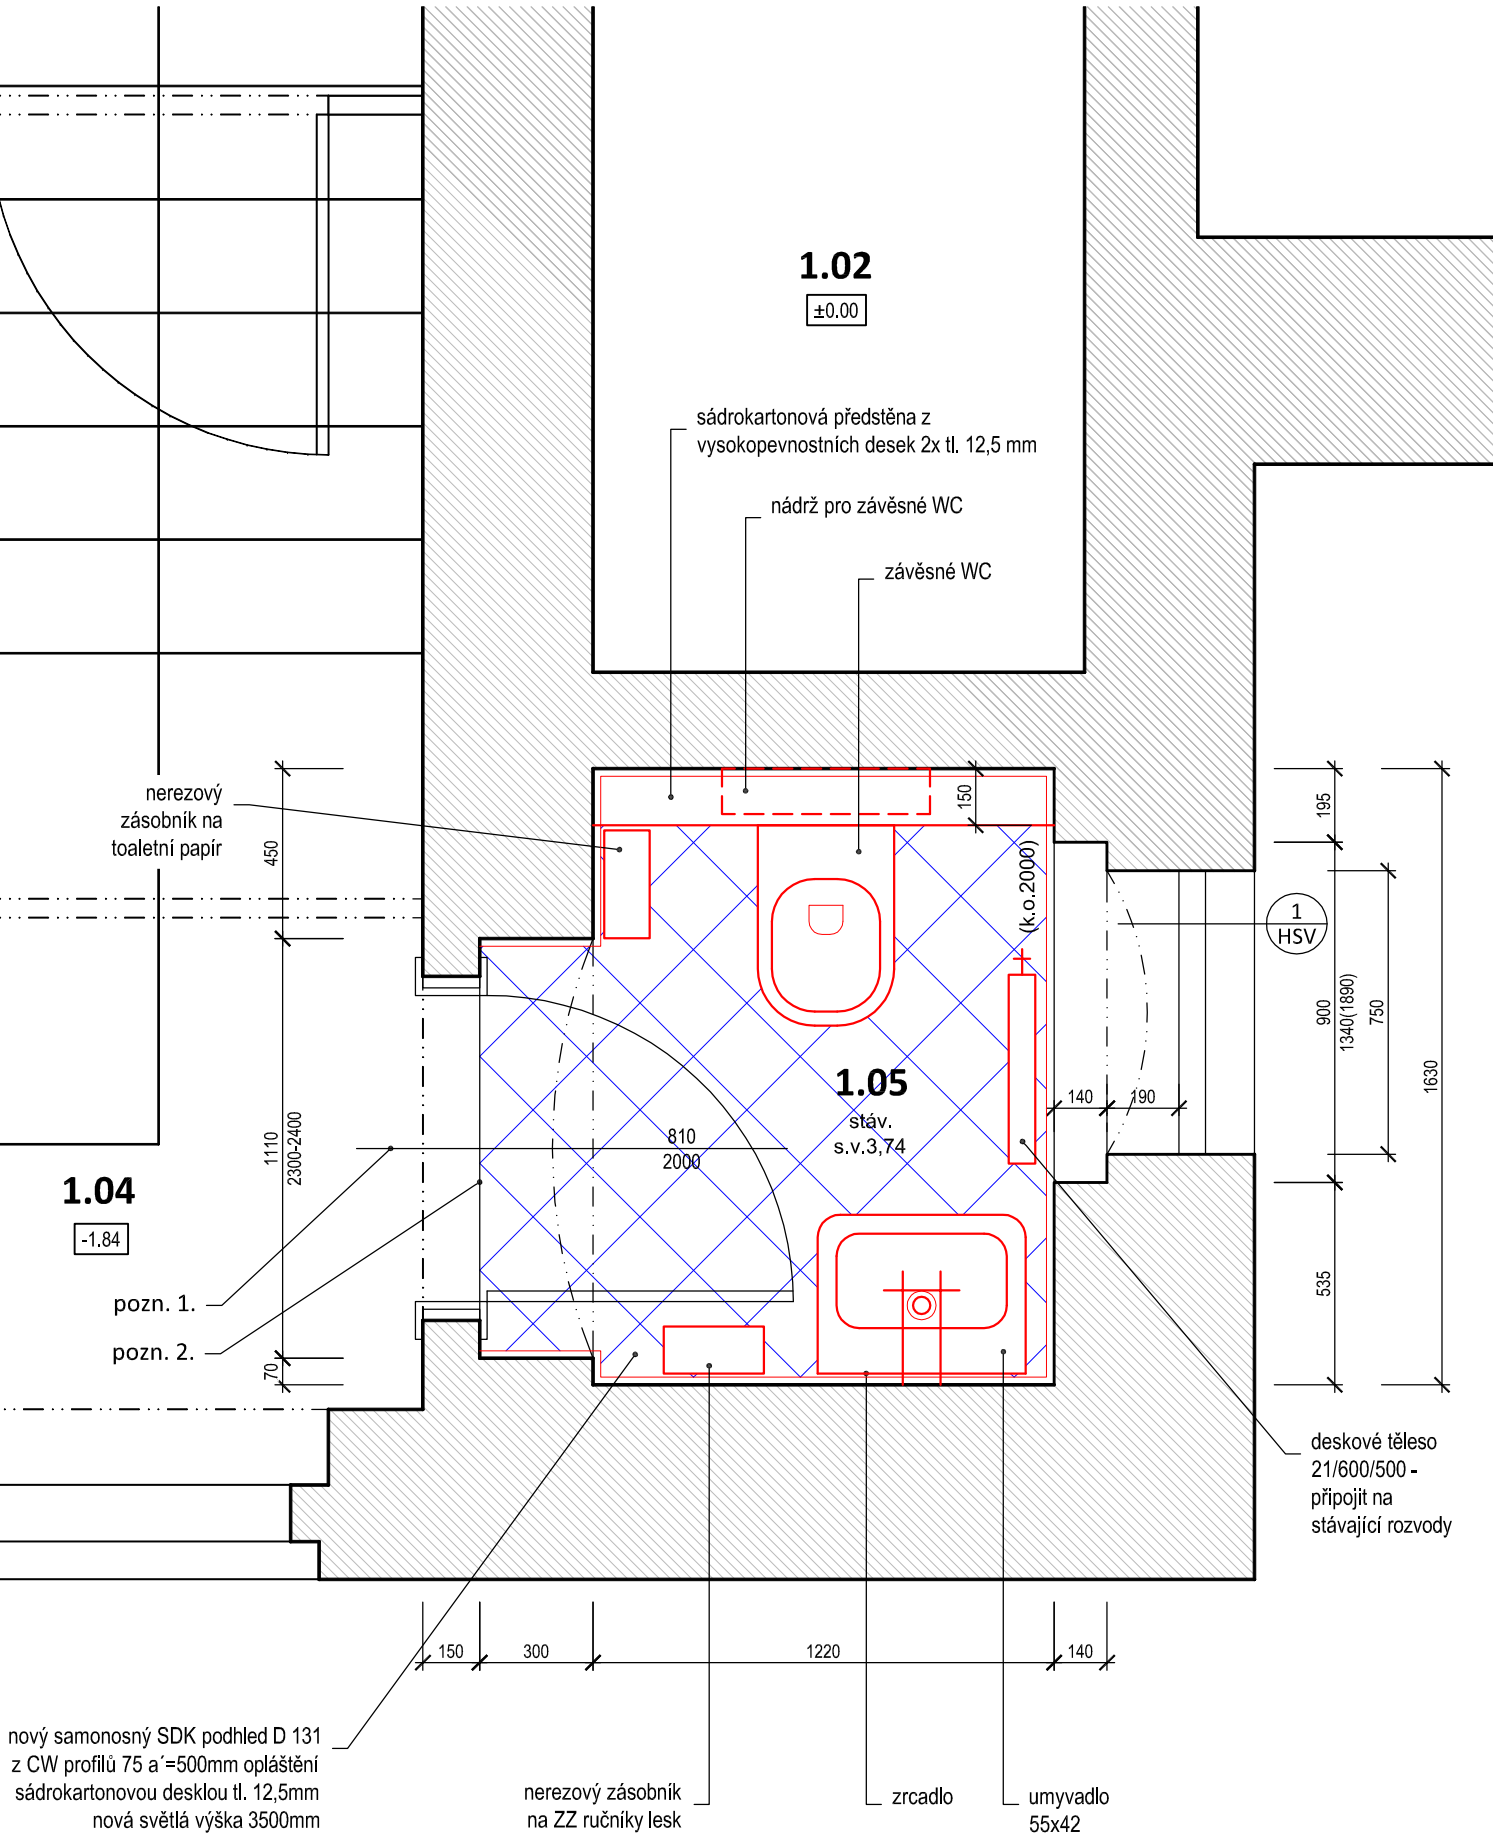 1.02
±0.00
sádrokartonová předstěna z
vysokopevnostních desek 2x tl. 12,5 mm
nádrž pro závěsné WC
závěsné WC
nerezový
zásobník na
toaletní papír
450
150
(k.o.2000)
195
1
HSV
900
1340(1890)
750
1630
1.05
stáv.
s.v.3,74
810
2000
140
190
1110
2300-2400
1.04
-1.84
pozn. 1.
pozn. 2.
70
535
deskové těleso
21/600/500 -
připojit na
stávající rozvody
150
300
1220
140
nový samonosný SDK podhled D 131
z CW profilů 75 a´=500mm opláštění
sádrokartonovou desklou tl. 12,5mm
nová světlá výška 3500mm
nerezový zásobník
na ZZ ručníky lesk
zrcadlo
umyvadlo
55x42